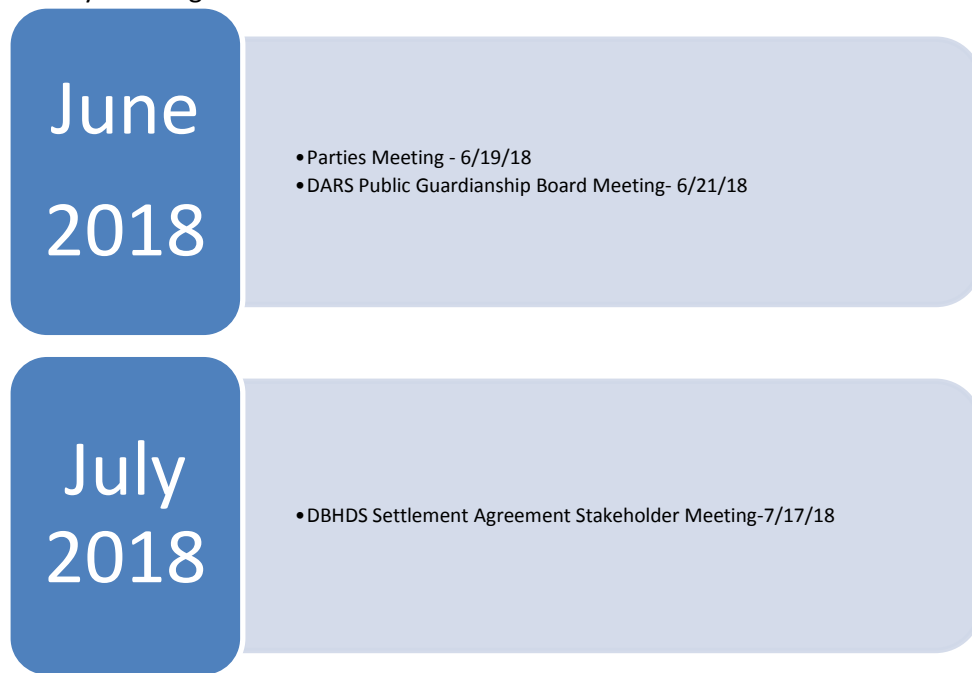 June
2018
•Parties Meeting - 6/19/18
•DARS Public Guardianship Board Meeting- 6/21/18
July
2018
•DBHDS Settlement Agreement Stakeholder Meeting-7/17/18